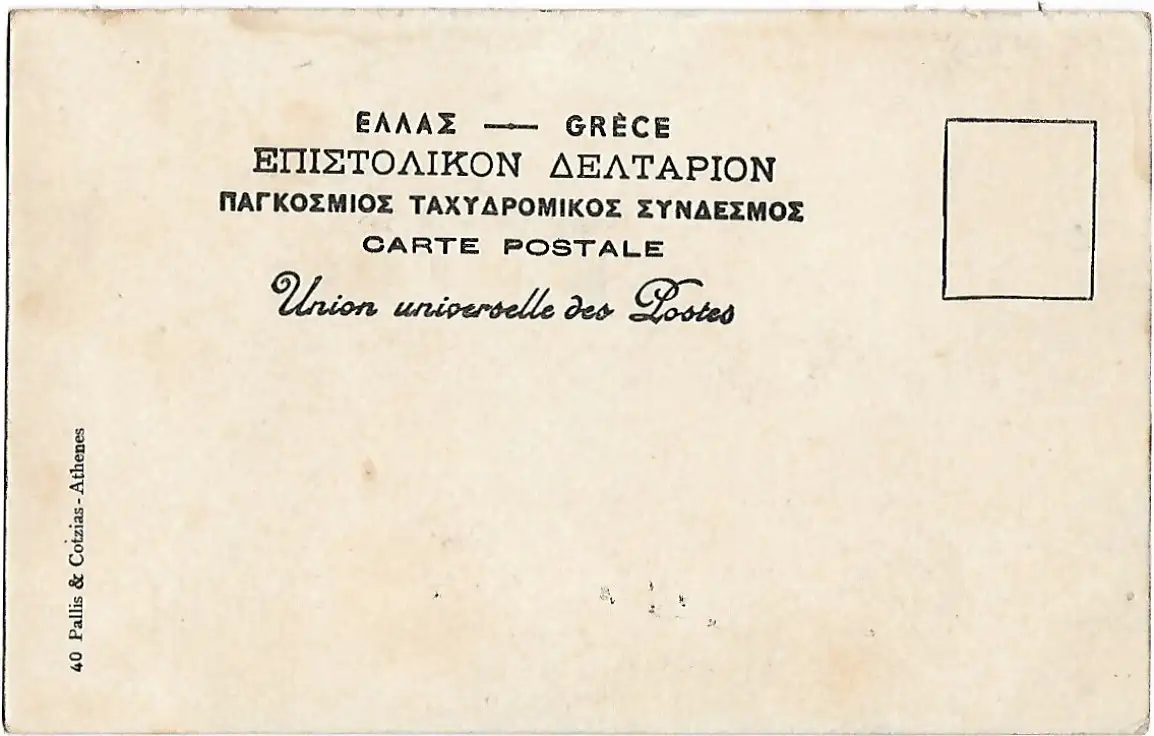 ΕΛΛΑΣ — GRÈCE
ΕΠΙΣΤΟΛΙΚΟΝ ΔΕΛΤΑΡΙΟΝ
ΠΑΓΚΟΣΜΙΟΣ ΤΑΧΥΔΡΟΜΙΚΟΣ ΣΥΝΔΕΣΜΟΣ
CARTE POSTALE
Union universelle des Postes
40 Pallis & Cotzias - Athenes